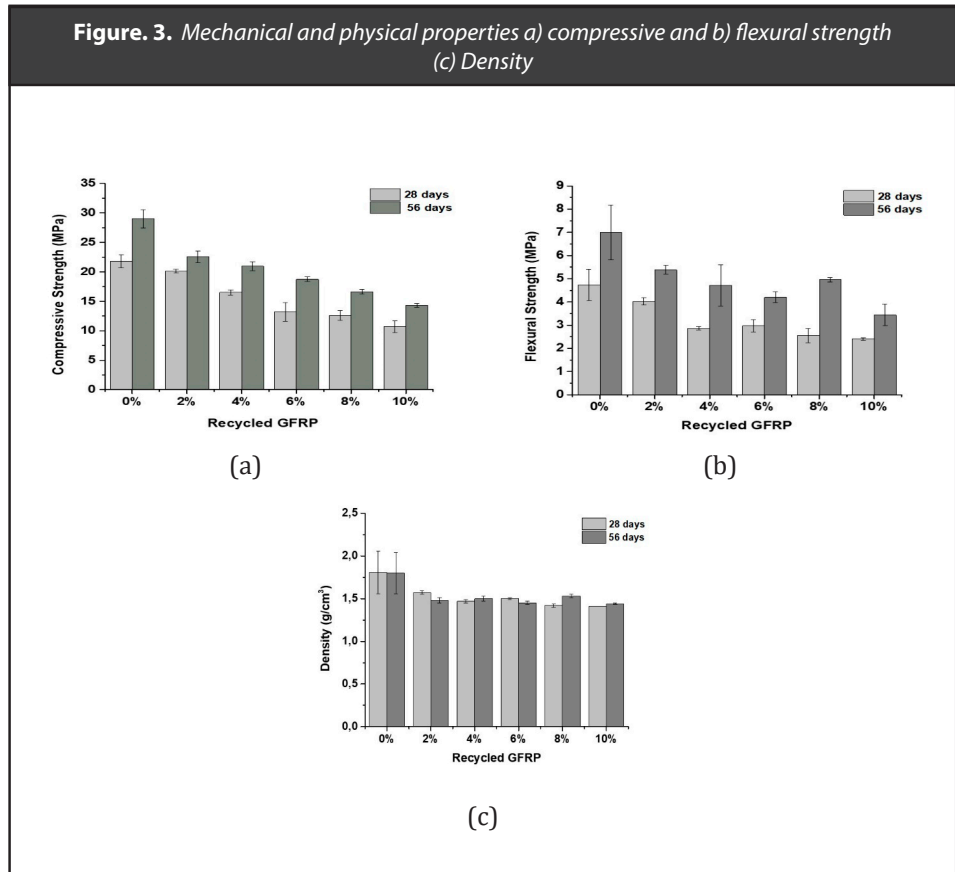 Figure. 3. Mechanical and physical properties a) compressive and b) flexural strength
(c) Density
35
30
25
20
15
10
5
0
Compressive Strength (MPa)
28 days
56 days
0% 2% 4% 6% 8% 10%
Recycled GFRP
(a)
9
8
7
6
5
4
3
2
1
0
Flexural Strength (MPa)
28 days
56 days
0% 2% 4% 6% 8% 10%
Recycled GFRP
(b)
2,5
2,0
1,5
1,0
0,5
0,0
Density (g/cm³)
28 days
56 days
0% 2% 4% 6% 8% 10%
Recycled GFRP
(c)